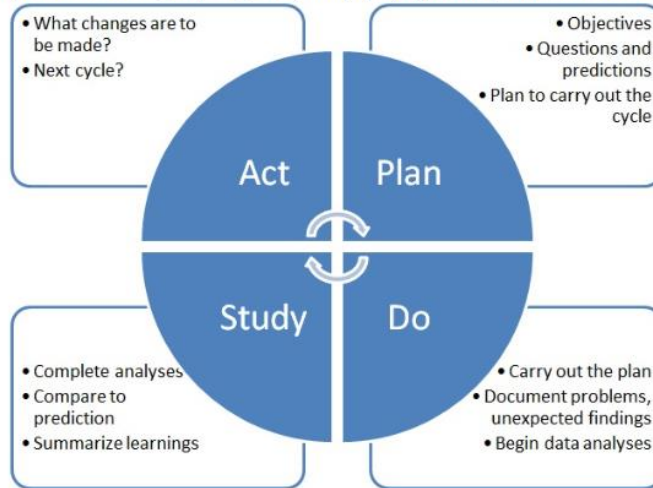 • What changes are to
be made?
• Next cycle?
• Objectives
• Questions and
predictions
• Plan to carry out the
cycle
Act
Plan
Study
Do
• Complete analyses
• Compare to
prediction
• Summarize learnings
• Carry out the plan
• Document problems,
unexpected findings
• Begin data analyses